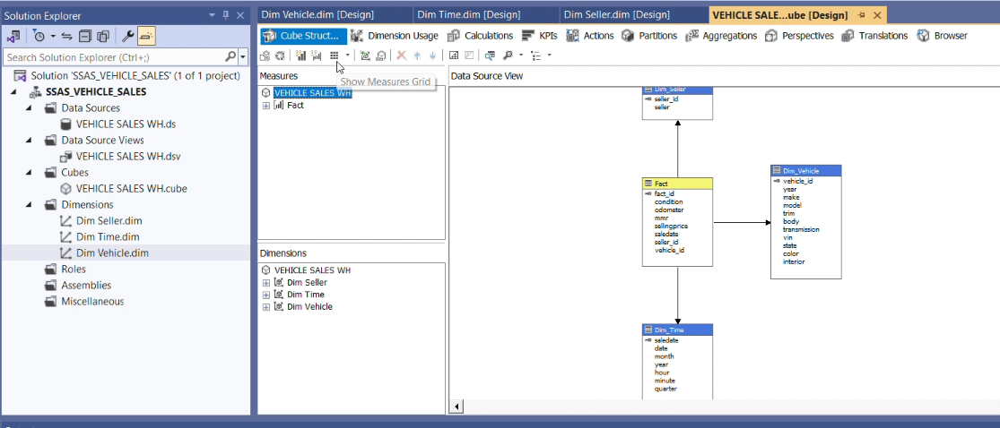 Solution Explorer
Search Solution Explorer (Ctrl+;)
Solution 'SSAS_VEHICLE_SALES' (1 of 1 project)
SSAS_VEHICLE_SALES
Data Sources
VEHICLE SALES WH.ds
Data Source Views
VEHICLE SALES WH.dsv
Cubes
VEHICLE SALES WH.cube
Dimensions
Dim Seller.dim
Dim Time.dim
Dim Vehicle.dim
Roles
Assemblies
Miscellaneous
Dim Vehicle.dim [Design]
Dim Time.dim [Design]
Dim Seller.dim [Design]
VEHICLE SALE...ube [Design]
Cube Struct...
Dimension Usage
Calculations
KPIs
Actions
Partitions
Aggregations
Perspectives
Translations
Browser
Measures
Show Measures Grid
VEHICLE SALES WH
Fact
Dimensions
VEHICLE SALES WH
Dim Seller
Dim Time
Dim Vehicle
Data Source View
Dim_Seller
seller_id
seller
Fact
fact_id
condition
odometer
mmr
sellingprice
saledate
seller_id
vehicle_id
Dim_Vehicle
vehicle_id
year
make
model
trim
body
transmission
vin
state
color
interior
Dim_Time
saledate
date
month
year
hour
minute
quarter